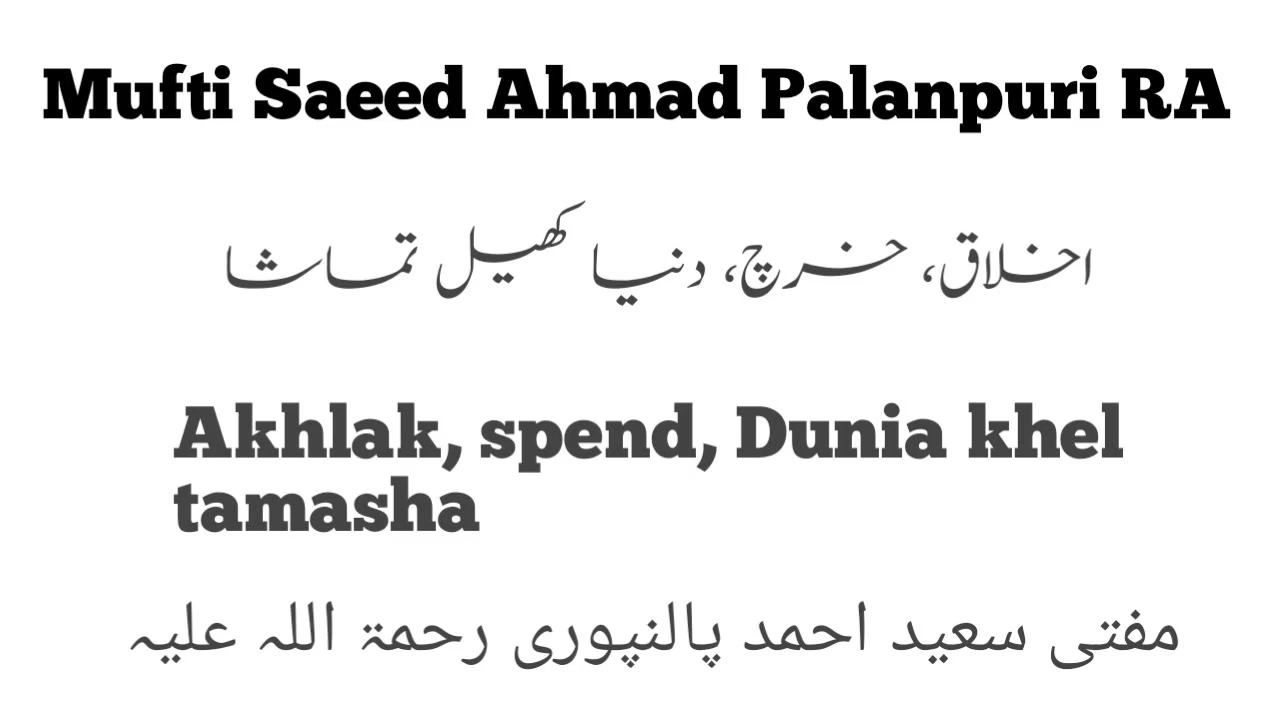 Mufti Saeed Ahmad Palanpuri RA
اخلاق، خرچ، دنیا کھیل تماشا
Akhlak, spend, Dunia khel
tamasha
مفتی سعید احمد پالنپوری رحمۃ اللہ علیہ